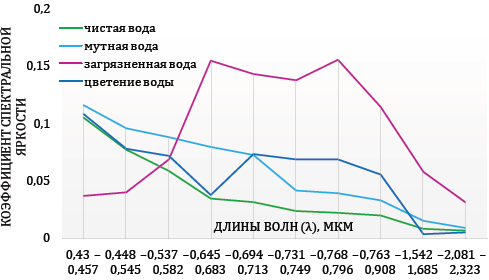 КОЭФФИЦИЕНТ СПЕКТРАЛЬНОЙ
ЯРКОСТИ
0,2
0,15
0,1
0,05
0
чистая вода
мутная вода
загрязненная вода
цветение воды
ДЛИНЫ ВОЛН (λ), МКМ
0,43 – 0,448 –0,537 –0,645 –0,694 –0,731 –0,768 –0,763 –1,542 –2,081 –
0,457 0,545 0,582 0,683 0,713 0,749 0,796 0,908 1,685 2,323